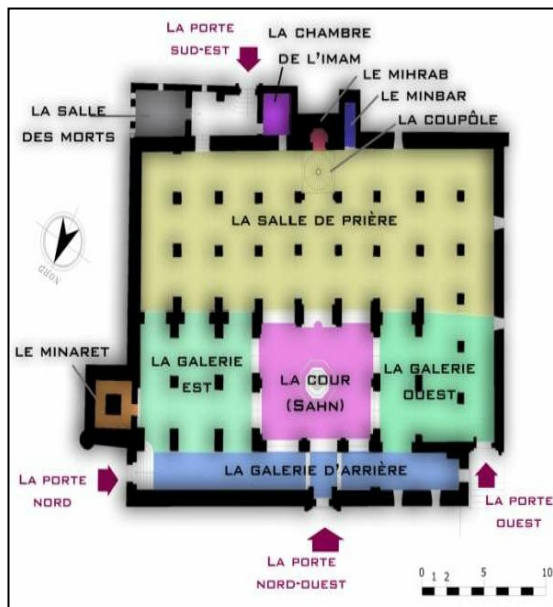 LA PORTE
SUD-EST
LA CHAMBRE
DE L'IMAM
LE MIHRAB
LE MINBAR
LA COUPÔLE
LA SALLE
DES MORTS
LA SALLE DE PRIÈRE
NORD
LE MINARET
LA GALERIE
EST
LA COUR
(SAHN)
LA GALERIE
OUEST
LA GALERIE D'ARRIÈRE
LA PORTE
NORD
LA PORTE
OUEST
LA PORTE
NORD-OUEST
0 1 2 5 10